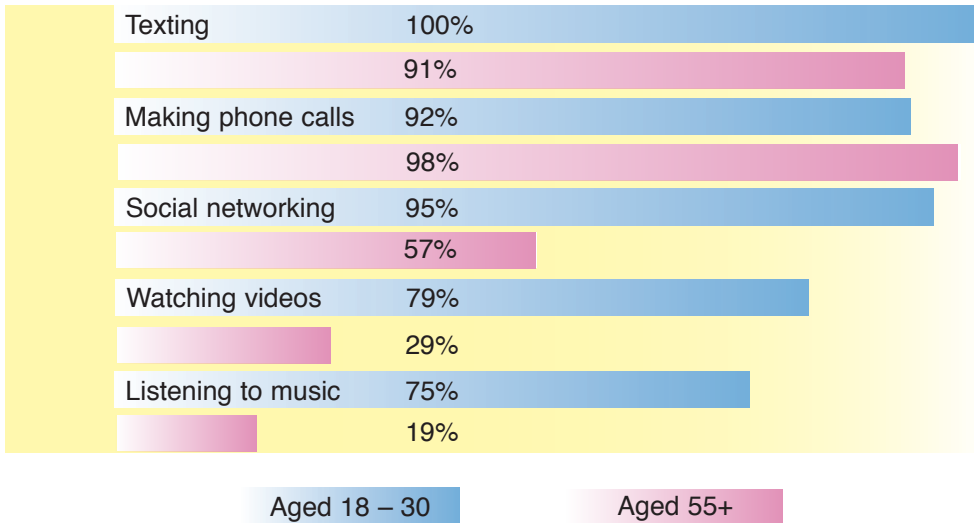 Texting 100%
91%
Making phone calls 92%
98%
Social networking 95%
57%
Watching videos 79%
29%
Listening to music 75%
19%
Aged 18 – 30 Aged 55+